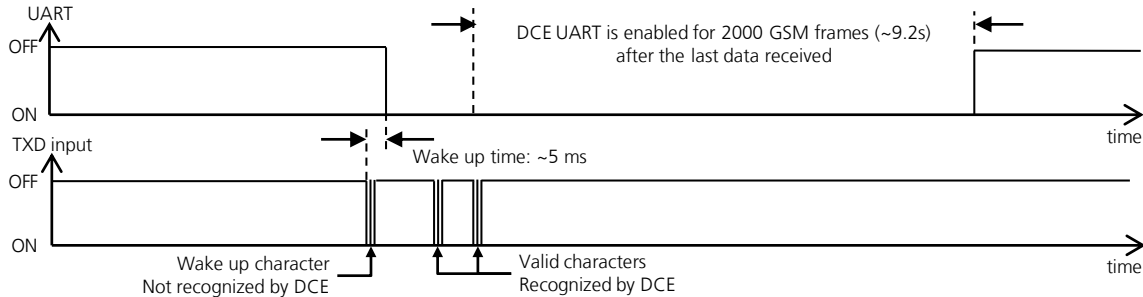 UART
OFF
DCE UART is enabled for 2000 GSM frames (~9.2s)
after the last data received
ON
time
TXD input
Wake up time: ~5 ms
OFF
ON
time
Wake up character
Not recognized by DCE
Valid characters
Recognized by DCE